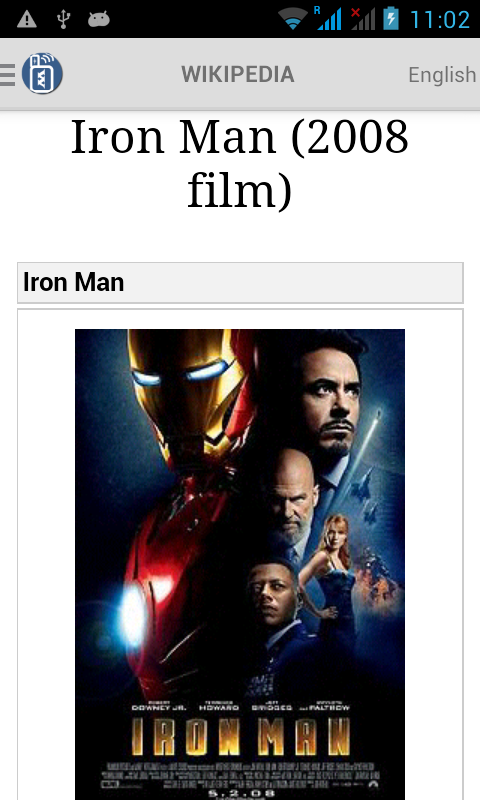 R
11:02
WIKIPEDIA
English
Iron Man (2008
film)
Iron Man
ROBERT TERRENCE JEFF GWYNETH
DOWNEY JR. HOWARD BRIDGES AND PALTROW
IRON MAN
5.2.08